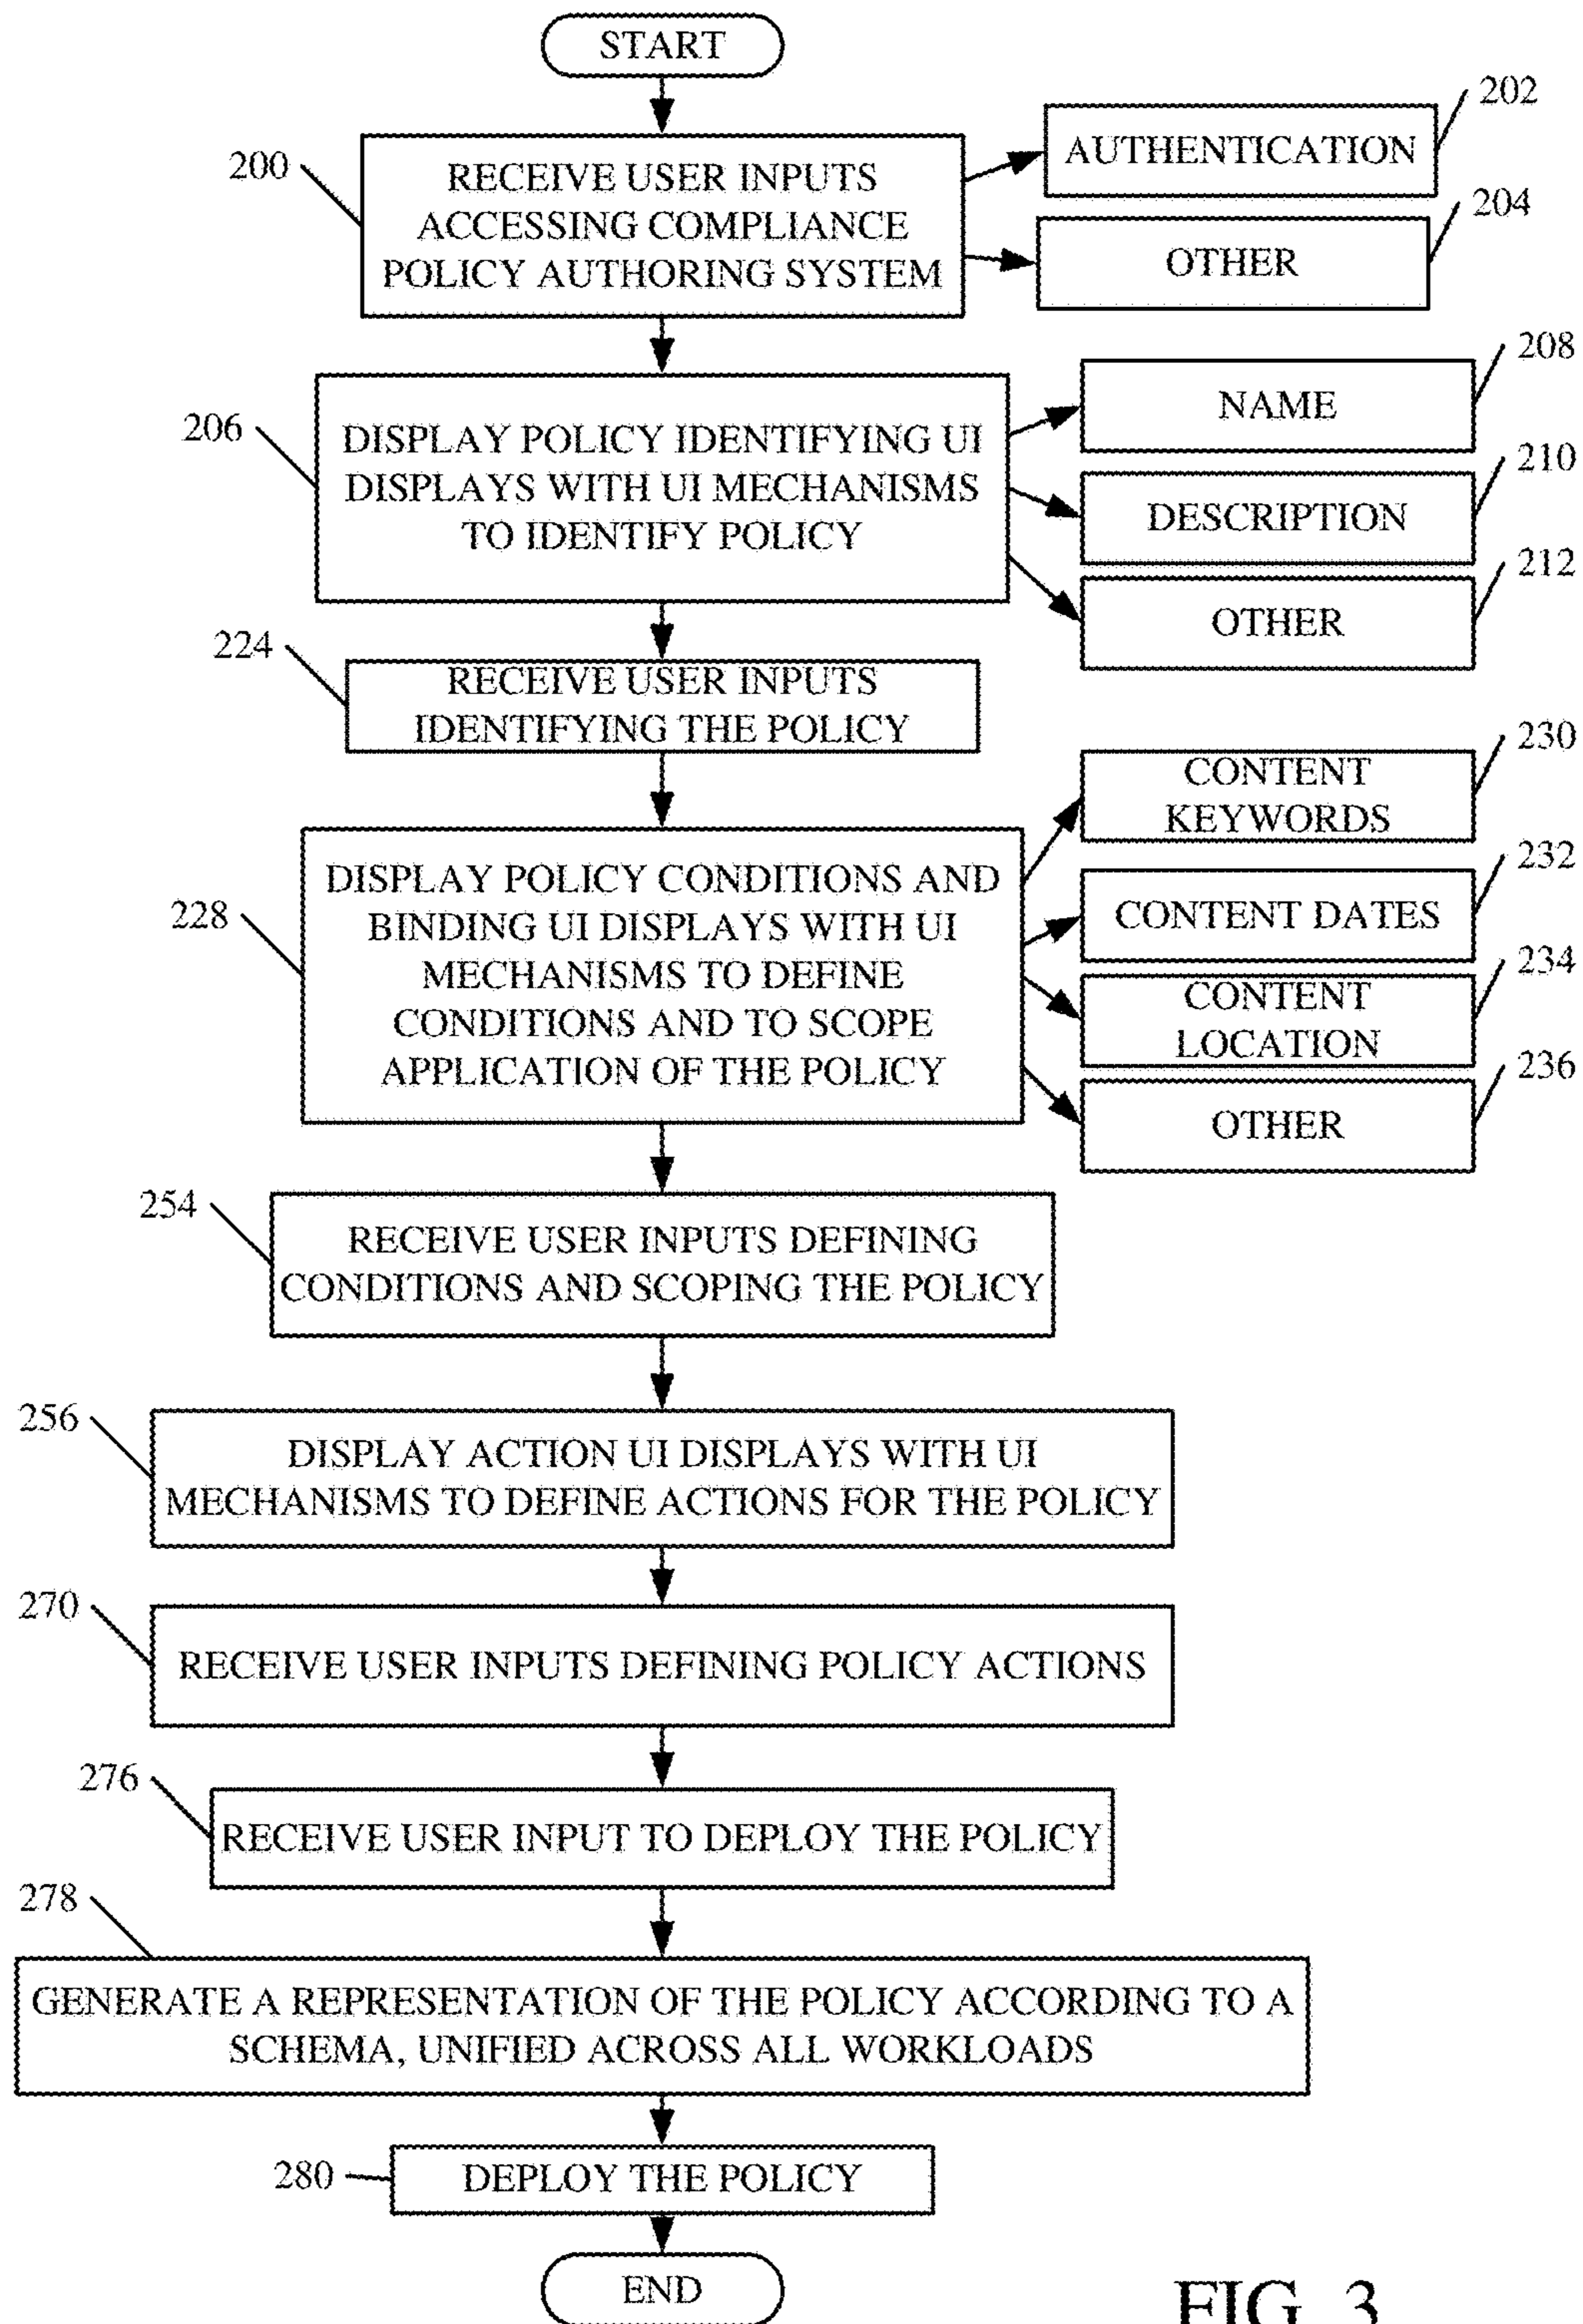 START
200
RECEIVE USER INPUTS
ACCESSING COMPLIANCE
POLICY AUTHORING SYSTEM
202
AUTHENTICATION
204
OTHER
206
DISPLAY POLICY IDENTIFYING UI
DISPLAYS WITH UI MECHANISMS
TO IDENTIFY POLICY
208
NAME
210
DESCRIPTION
212
OTHER
224
RECEIVE USER INPUTS
IDENTIFYING THE POLICY
228
DISPLAY POLICY CONDITIONS AND
BINDING UI DISPLAYS WITH UI
MECHANISMS TO DEFINE
CONDITIONS AND TO SCOPE
APPLICATION OF THE POLICY
230
CONTENT
KEYWORDS
232
CONTENT DATES
234
CONTENT
LOCATION
236
OTHER
254
RECEIVE USER INPUTS DEFINING
CONDITIONS AND SCOPING THE POLICY
256
DISPLAY ACTION UI DISPLAYS WITH UI
MECHANISMS TO DEFINE ACTIONS FOR THE POLICY
270
RECEIVE USER INPUTS DEFINING POLICY ACTIONS
276
RECEIVE USER INPUT TO DEPLOY THE POLICY
278
GENERATE A REPRESENTATION OF THE POLICY ACCORDING TO A
SCHEMA, UNIFIED ACROSS ALL WORKLOADS
280
DEPLOY THE POLICY
END
FIG. 3